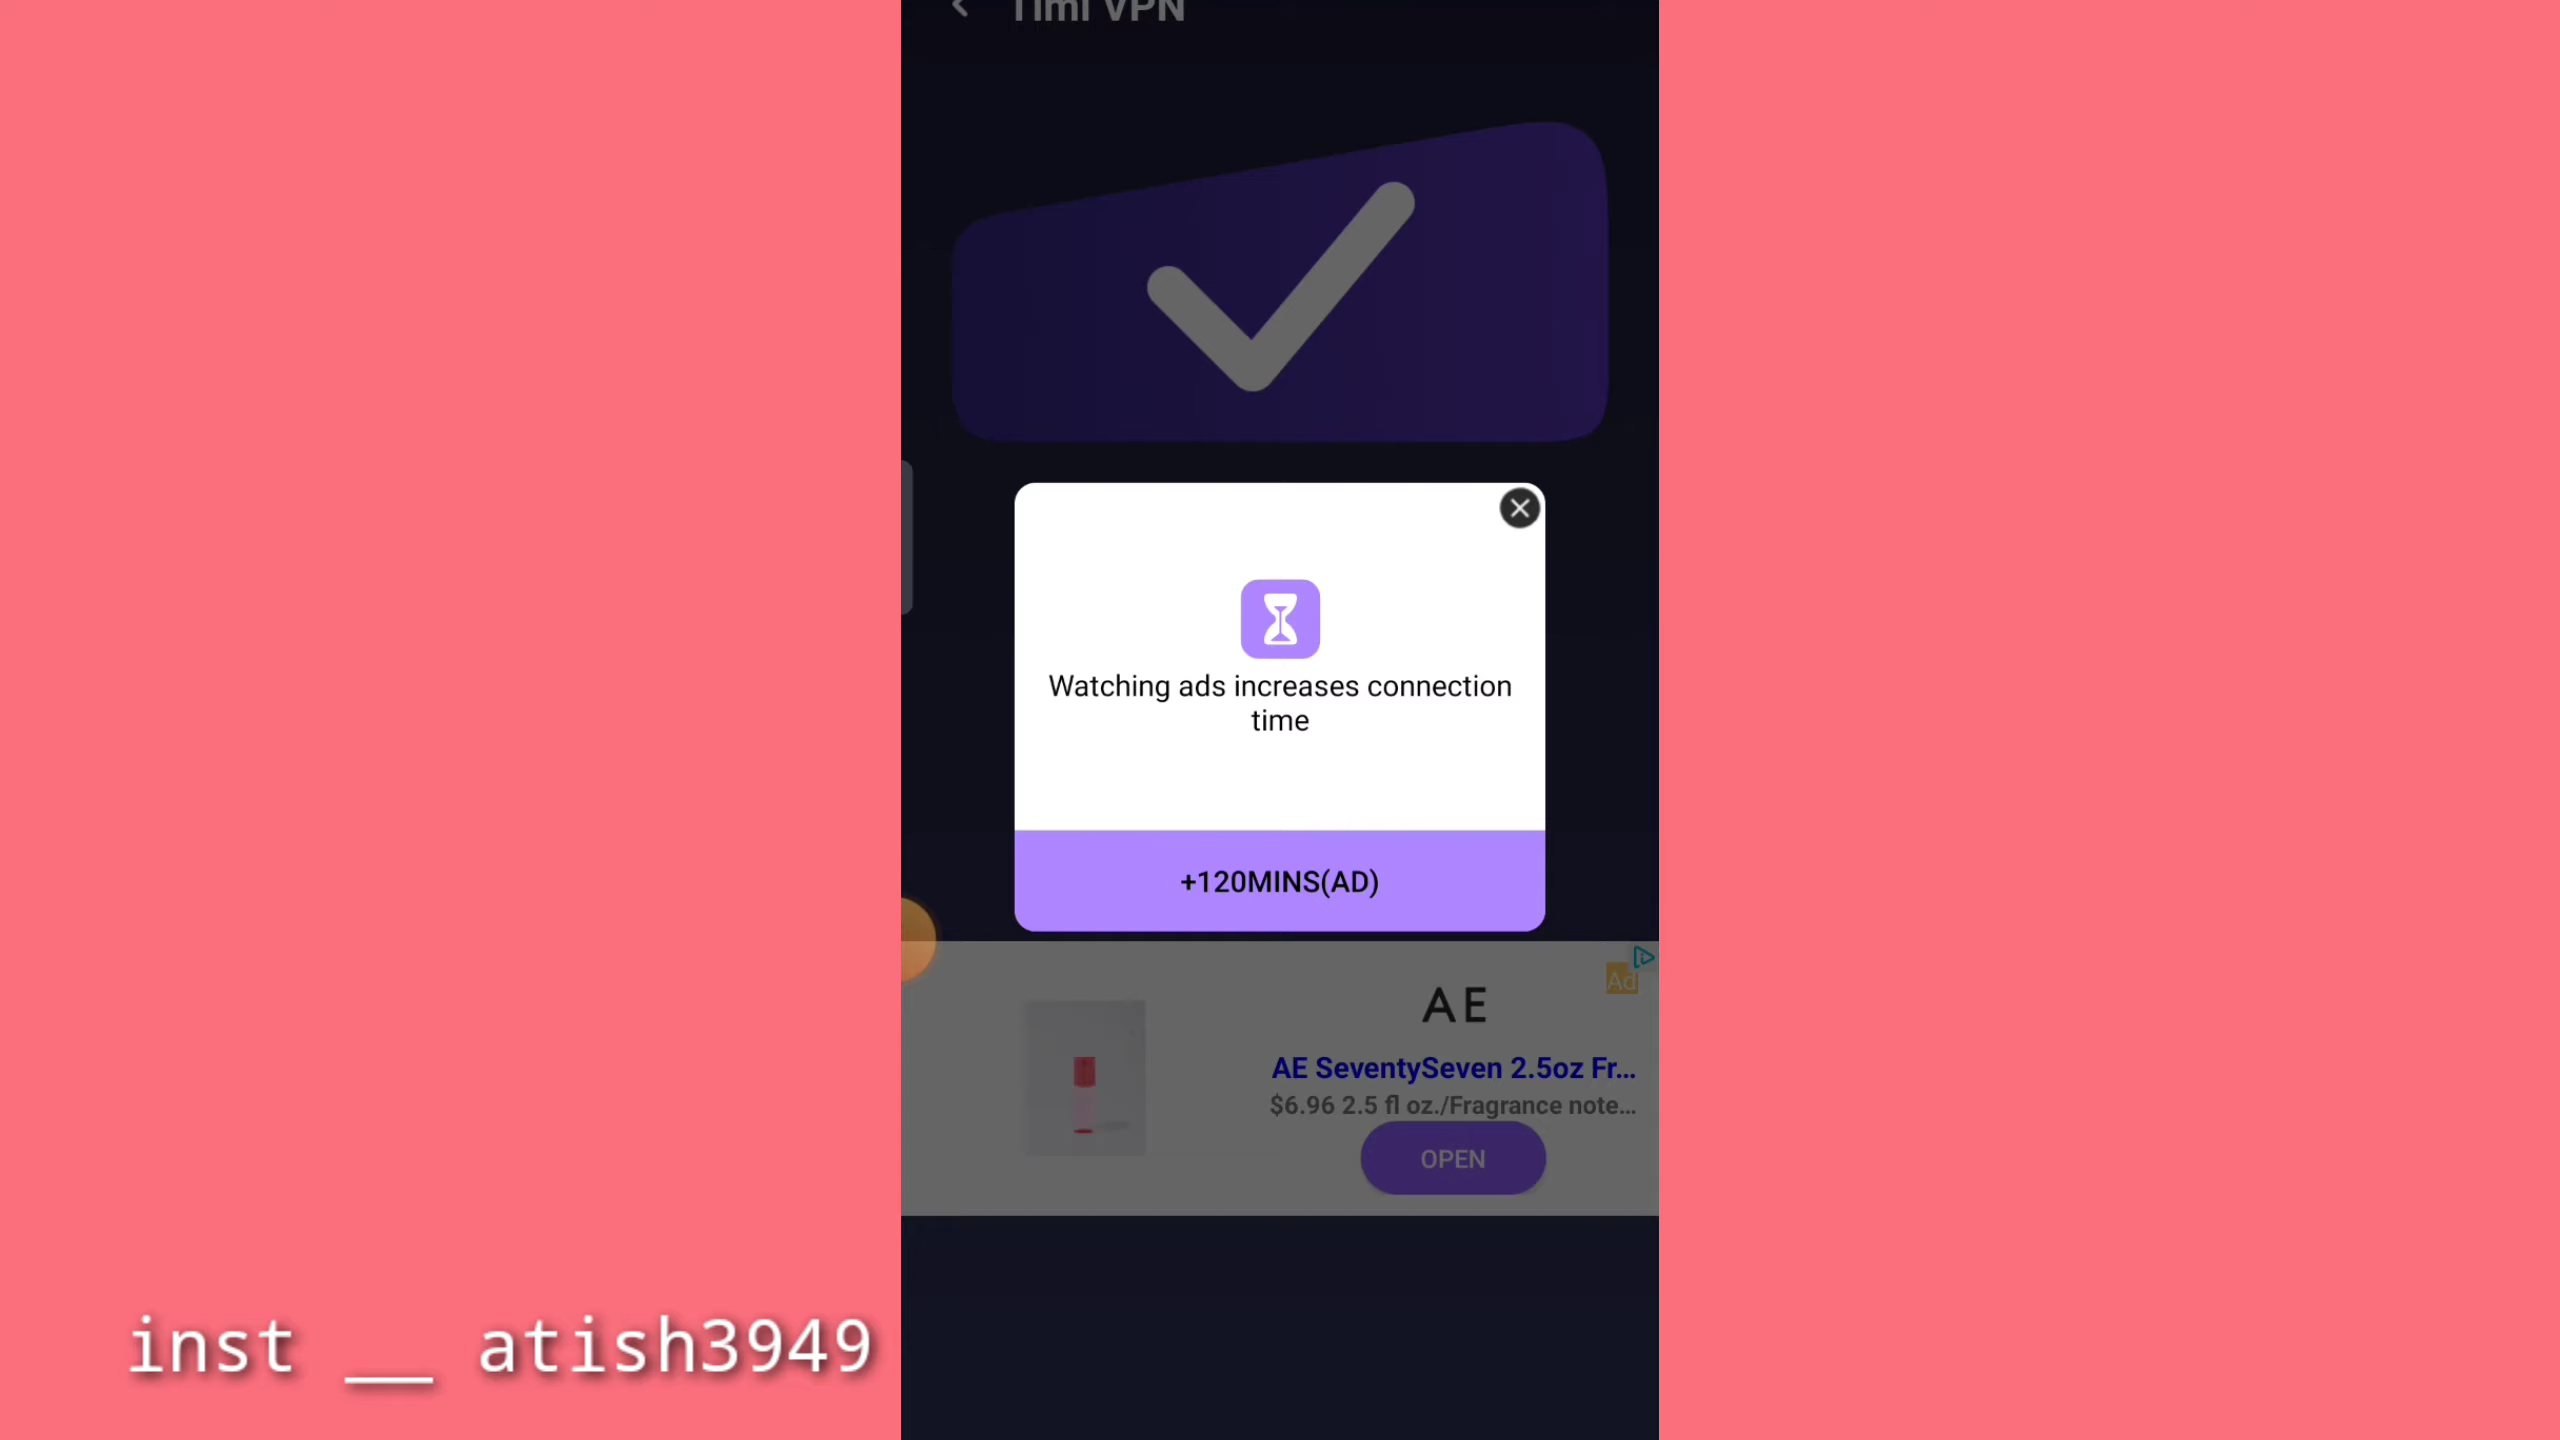 Timi VPN
Watching ads increases connection
time
+120MINS(AD)
Ad
AE
AE SeventySeven 2.5oz Fr...
$6.96 2.5 fl oz./Fragrance note...
OPEN
inst __ atish3949